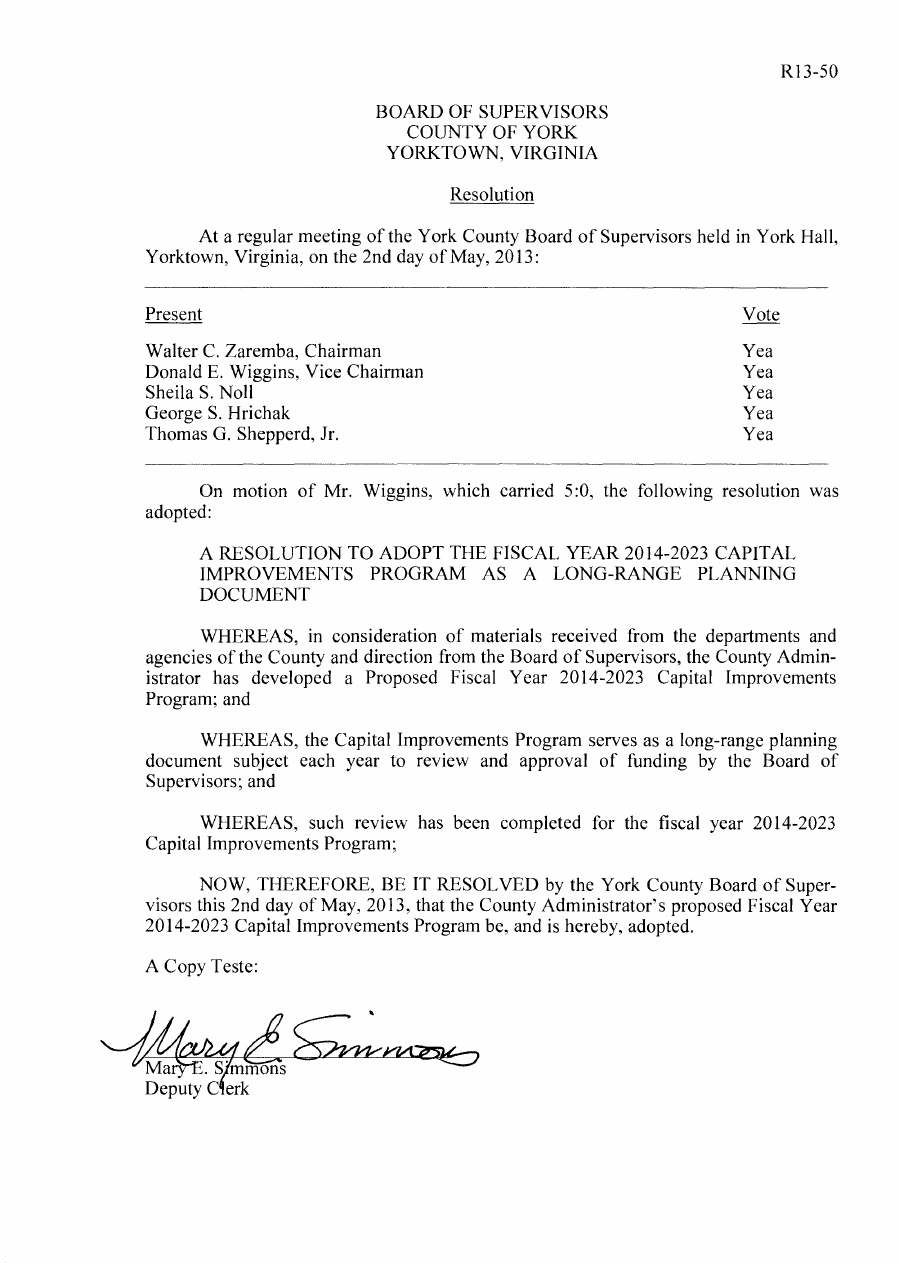 R13-50
BOARD OF SUPERVISORS
COUNTY OF YORK
YORKTOWN, VIRGINIA
Resolution
At a regular meeting of the York County Board of Supervisors held in York Hall,
Yorktown, Virginia, on the 2nd day of May, 2013:
Present Vote
Walter C. Zaremba, Chairman Yea
Donald E. Wiggins, Vice Chairman Yea
Sheila S. Noll Yea
George S. Hrichak Yea
Thomas G. Shepperd, Jr. Yea
On motion of Mr. Wiggins, which carried 5:0, the following resolution was
adopted:
A RESOLUTION TO ADOPT THE FISCAL YEAR 2014-2023 CAPITAL
IMPROVEMENTS PROGRAM AS A LONG-RANGE PLANNING
DOCUMENT
WHEREAS, in consideration of materials received from the departments and
agencies of the County and direction from the Board of Supervisors, the County Admin-
istrator has developed a Proposed Fiscal Year 2014-2023 Capital Improvements
Program; and
WHEREAS, the Capital Improvements Program serves as a long-range planning
document subject each year to review and approval of funding by the Board of
Supervisors; and
WHEREAS, such review has been completed for the fiscal year 2014-2023
Capital Improvements Program;
NOW, THEREFORE, BE IT RESOLVED by the York County Board of Super-
visors this 2nd day of May, 2013, that the County Administrator's proposed Fiscal Year
2014-2023 Capital Improvements Program be, and is hereby, adopted.
A Copy Teste:
Mary E. Simmons
Mary E. Simmons
Deputy Clerk